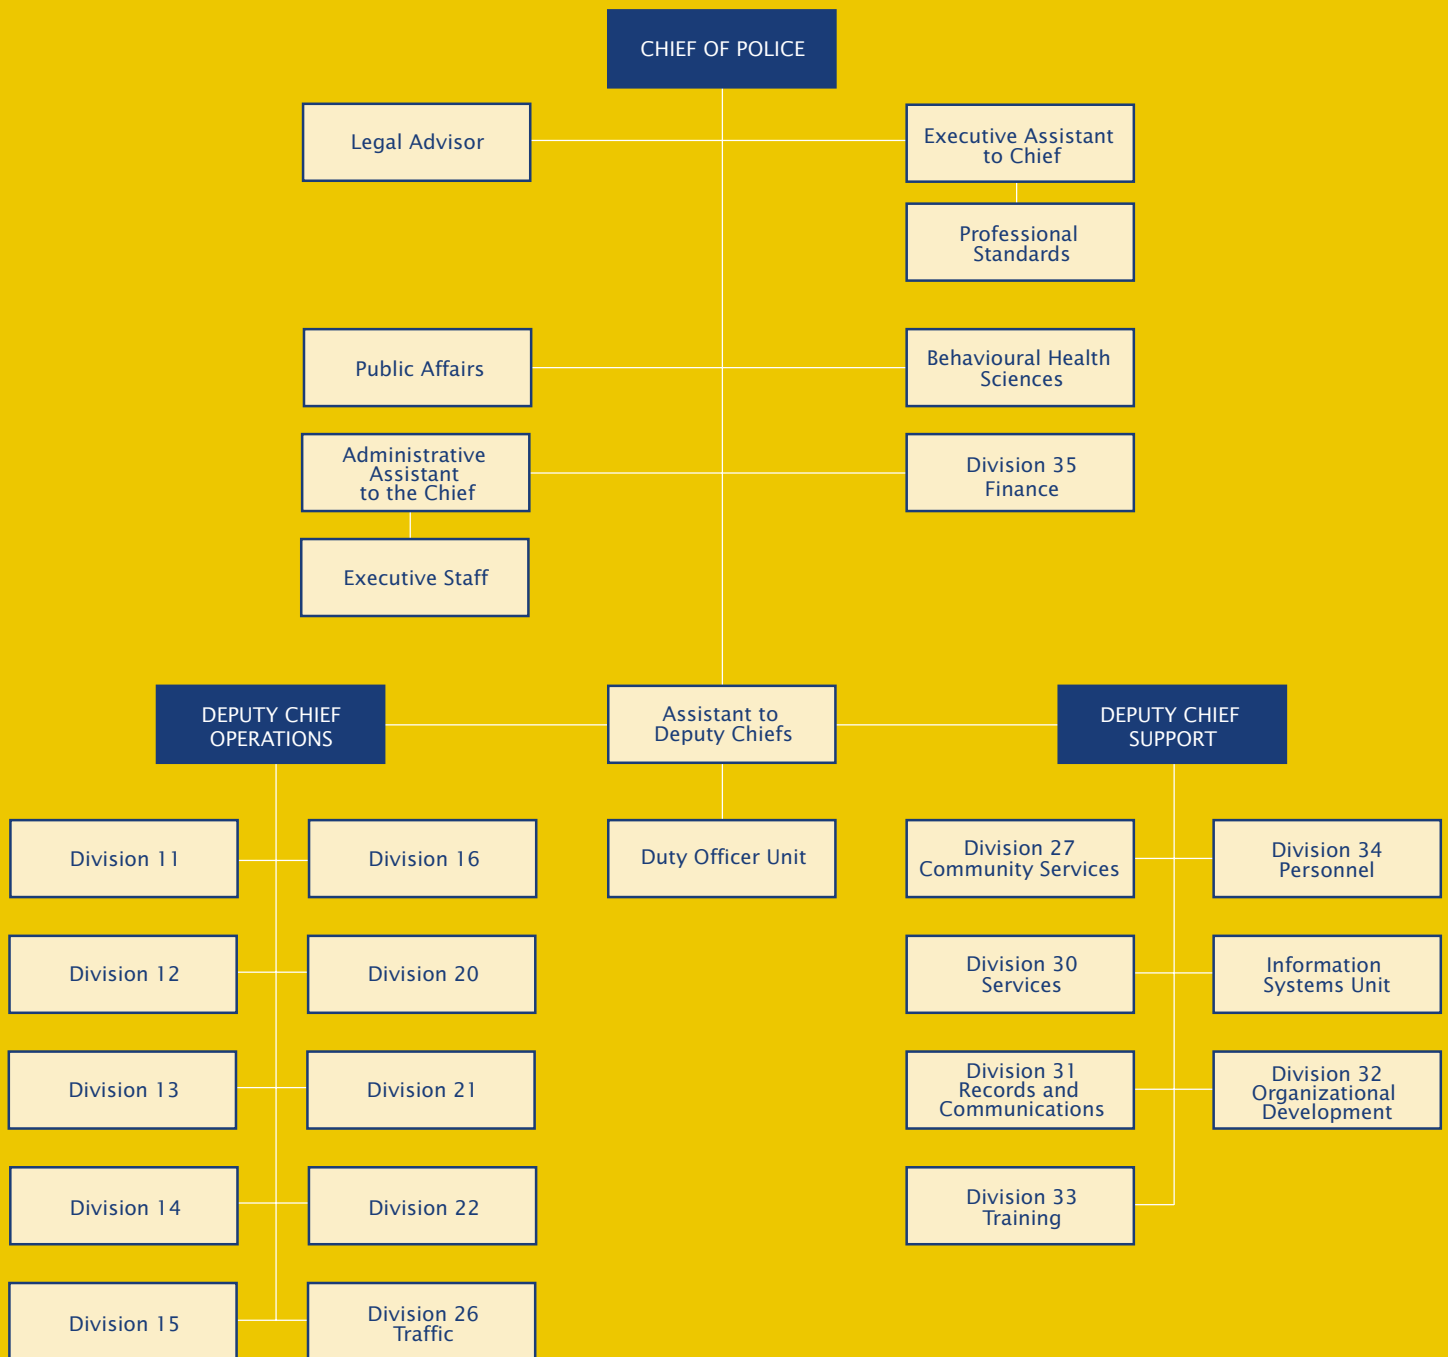 CHIEF OF POLICE
Legal Advisor
Executive Assistant
to Chief
Professional
Standards
Public Affairs
Behavioural Health
Sciences
Administrative
Assistant
to the Chief
Division 35
Finance
Executive Staff
DEPUTY CHIEF
OPERATIONS
Assistant to
Deputy Chiefs
DEPUTY CHIEF
SUPPORT
Division 11
Division 16
Duty Officer Unit
Division 27
Community Services
Division 34
Personnel
Division 12
Division 20
Division 30
Services
Information
Systems Unit
Division 13
Division 21
Division 31
Records and
Communications
Division 32
Organizational
Development
Division 14
Division 22
Division 33
Training
Division 15
Division 26
Traffic